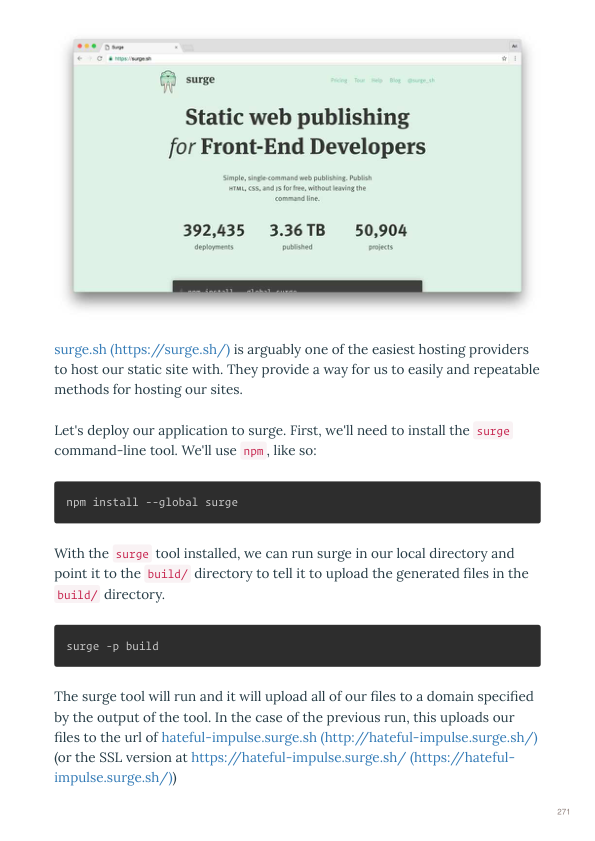 Surge
https://surge.sh
surge
Pricing Tour Help Blog @surge_sh
Static web publishing
for Front-End Developers
Simple, single-command web publishing. Publish
HTML, CSS, and JS for free, without leaving the
command line.
392,435 3.36 TB 50,904
deployments published projects
npm install --global surge
surge.sh (https://surge.sh/) is arguably one of the easiest hosting providers
to host our static site with. They provide a way for us to easily and repeatable
methods for hosting our sites.
Let's deploy our application to surge. First, we'll need to install the surge
command-line tool. We'll use npm, like so:
npm install --global surge
With the surge tool installed, we can run surge in our local directory and
point it to the build/ directory to tell it to upload the generated files in the
build/ directory.
surge -p build
The surge tool will run and it will upload all of our files to a domain specified
by the output of the tool. In the case of the previous run, this uploads our
files to the url of hateful-impulse.surge.sh (http://hateful-impulse.surge.sh/)
(or the SSL version at https://hateful-impulse.surge.sh/ (https://hateful-
impulse.surge.sh/))
271